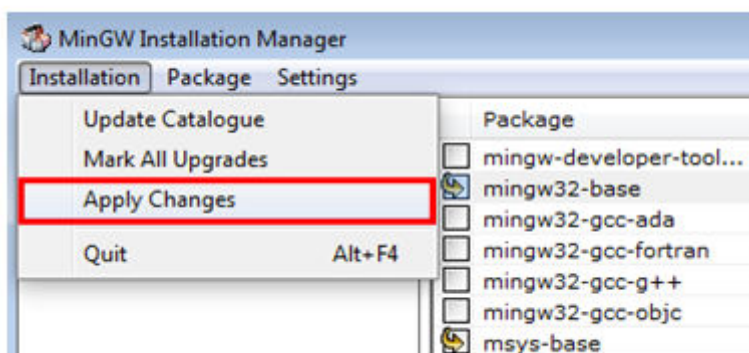 MinGW Installation Manager
Installation Package Settings
Update Catalogue
Mark All Upgrades
Apply Changes
Quit Alt+F4
Package
mingw-developer-tool...
mingw32-base
mingw32-gcc-ada
mingw32-gcc-fortran
mingw32-gcc-g++
mingw32-gcc-objc
msys-base